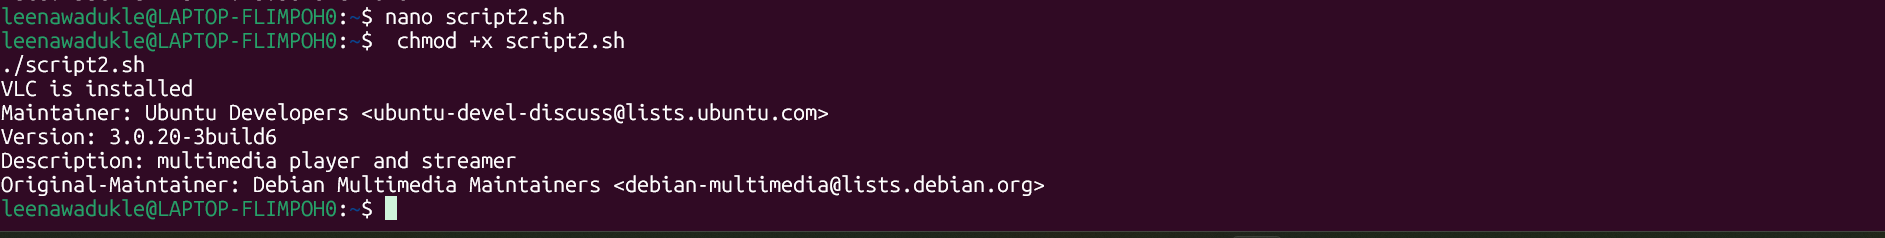 leenawadukle@LAPTOP-FLIMPOH0:~$ nano script2.sh
leenawadukle@LAPTOP-FLIMPOH0:~$  chmod +x script2.sh
./script2.sh
VLC is installed
Maintainer: Ubuntu Developers <ubuntu-devel-discuss@lists.ubuntu.com>
Version: 3.0.20-3build6
Description: multimedia player and streamer
Original-Maintainer: Debian Multimedia Maintainers <debian-multimedia@lists.debian.org>
leenawadukle@LAPTOP-FLIMPOH0:~$